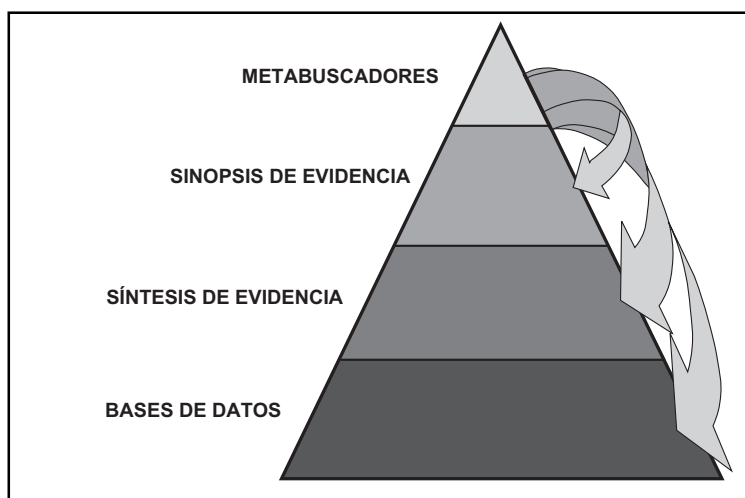 METABUSCADORES
SINOPSIS DE EVIDENCIA
SÍNTESIS DE EVIDENCIA
BASES DE DATOS